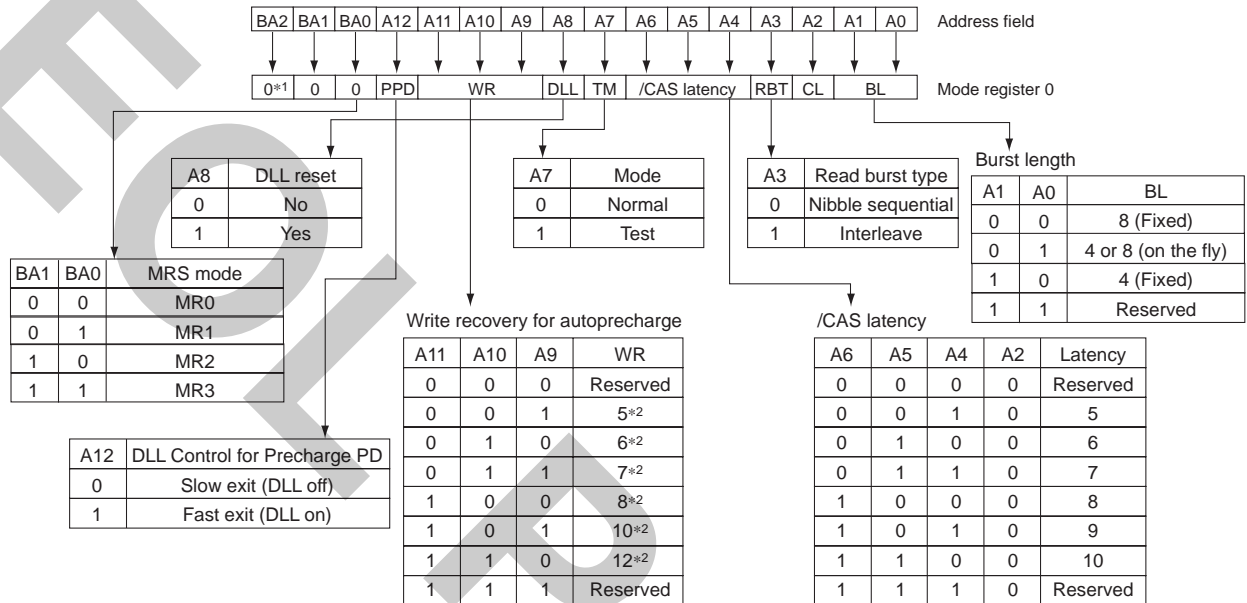 BA2 BA1 BA0 A12 A11 A10 A9 A8 A7 A6 A5 A4 A3 A2 A1 A0 Address field
0*1 0 0 PPD WR DLL TM /CAS latency RBT CL BL Mode register 0
A8 DLL reset
0 No
1 Yes
A7 Mode
0 Normal
1 Test
A3 Read burst type
0 Nibble sequential
1 Interleave
Burst length
A1 A0 BL
0 0 8 (Fixed)
0 1 4 or 8 (on the fly)
1 0 4 (Fixed)
1 1 Reserved
BA1 BA0 MRS mode
0 0 MR0
0 1 MR1
1 0 MR2
1 1 MR3
A12 DLL Control for Precharge PD
0 Slow exit (DLL off)
1 Fast exit (DLL on)
Write recovery for autoprecharge
A11 A10 A9 WR
0 0 0 Reserved
0 0 1 5*2
0 1 0 6*2
0 1 1 7*2
1 0 0 8*2
1 0 1 10*2
1 1 0 12*2
1 1 1 Reserved
/CAS latency
A6 A5 A4 A2 Latency
0 0 0 0 Reserved
0 0 1 0 5
0 1 0 0 6
0 1 1 0 7
1 0 0 0 8
1 0 1 0 9
1 1 0 0 10
1 1 1 0 Reserved